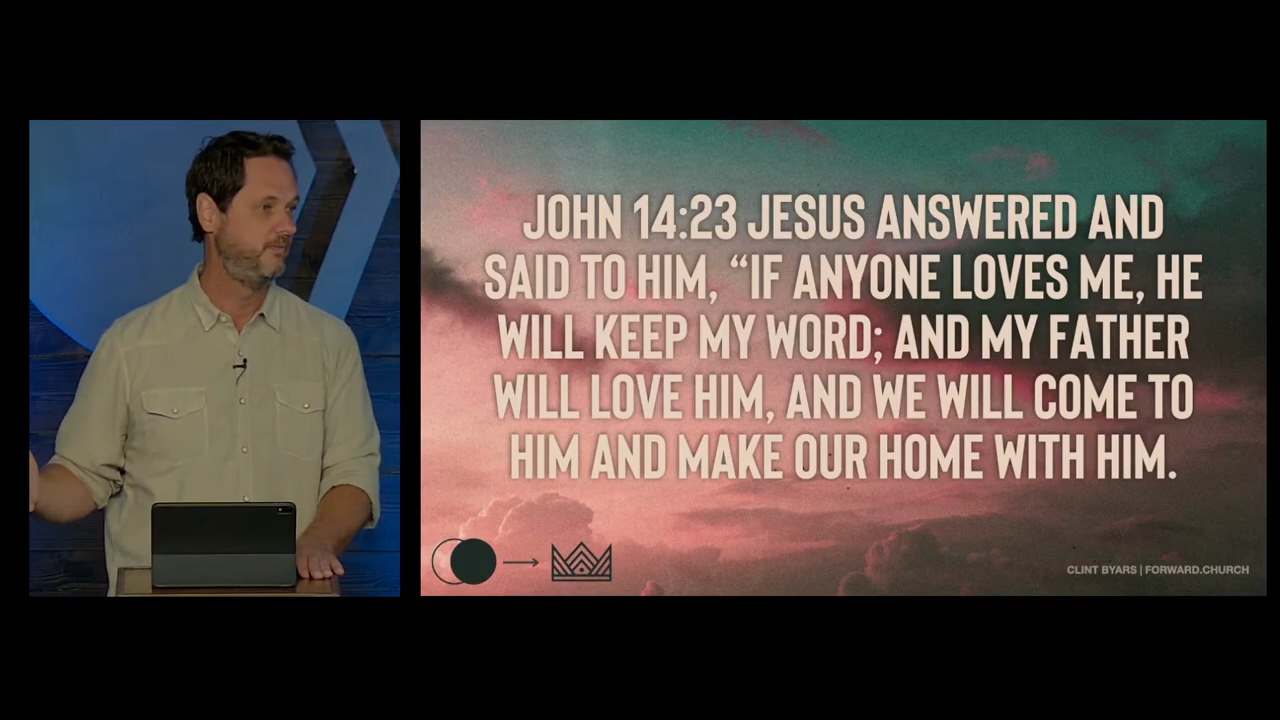 JOHN 14:23 JESUS ANSWERED AND
SAID TO HIM, “IF ANYONE LOVES ME, HE
WILL KEEP MY WORD; AND MY FATHER
WILL LOVE HIM, AND WE WILL COME TO
HIM AND MAKE OUR HOME WITH HIM.
CLINT BYARS | FORWARD.CHURCH